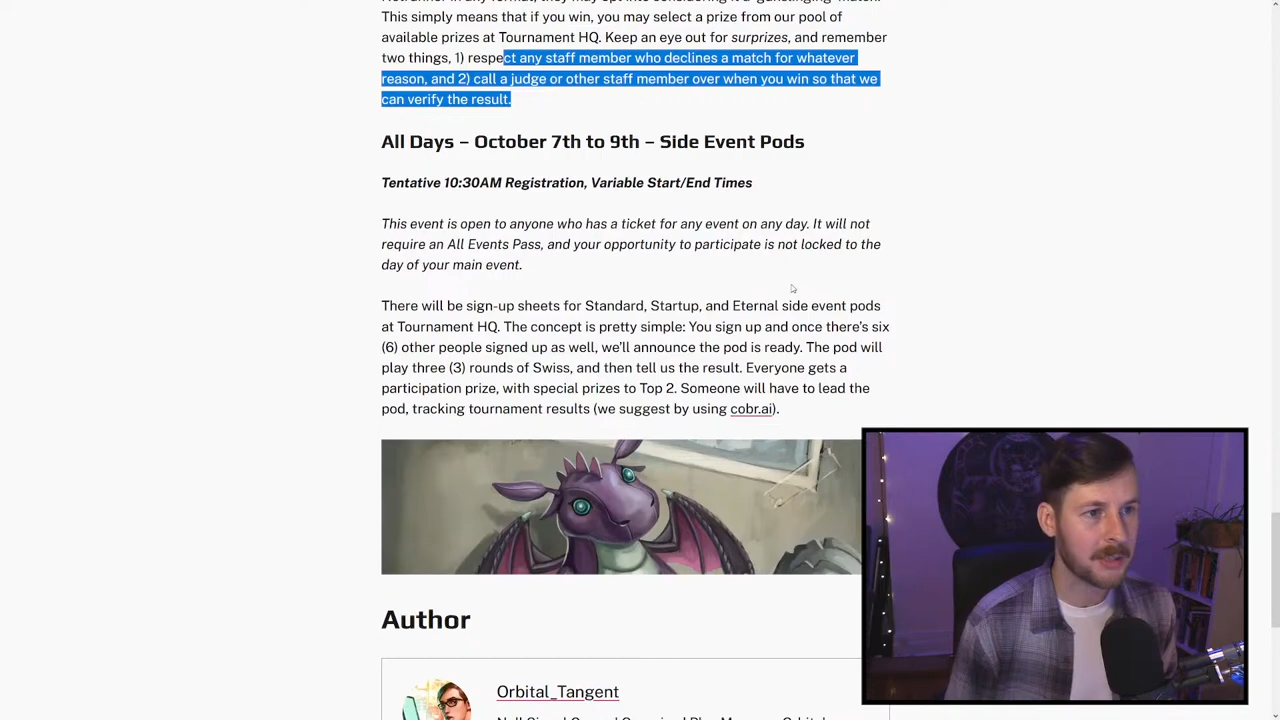 This simply means that if you win, you may select a prize from our pool of
available prizes at Tournament HQ. Keep an eye out for surprizes, and remember
two things, 1) respect any staff member who declines a match for whatever
reason, and 2) call a judge or other staff member over when you win so that we
can verify the result.
All Days – October 7th to 9th – Side Event Pods
Tentative 10:30AM Registration, Variable Start/End Times
This event is open to anyone who has a ticket for any event on any day. It will not
require an All Events Pass, and your opportunity to participate is not locked to the
day of your main event.
There will be sign-up sheets for Standard, Startup, and Eternal side event pods
at Tournament HQ. The concept is pretty simple: You sign up and once there's six
(6) other people signed up as well, we'll announce the pod is ready. The pod will
play three (3) rounds of Swiss, and then tell us the result. Everyone gets a
participation prize, with special prizes to Top 2. Someone will have to lead the
pod, tracking tournament results (we suggest by using cobr.ai).
Author
Orbital_Tangent